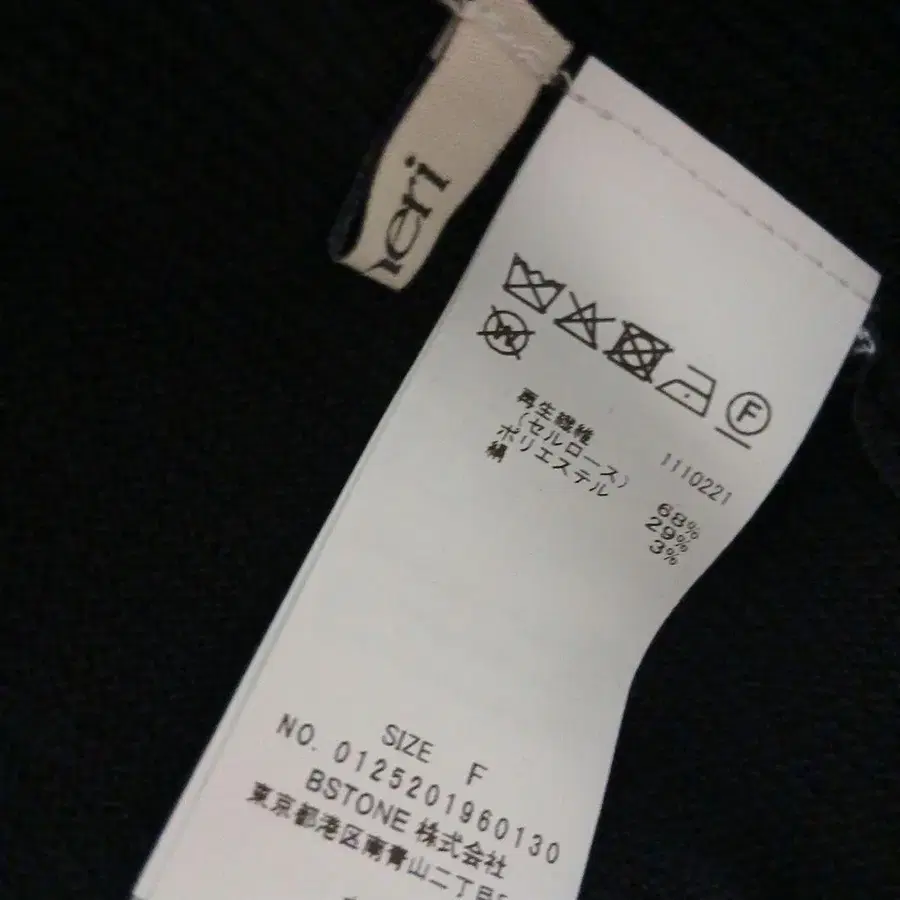 eri
W
F
再生繊維
(セルロース)
ポリエステル
絹
1110221
68%
29%
3%
SIZE F
NO. 0125201960130
BSTONE 株式会社
東京都港区南青山二丁目